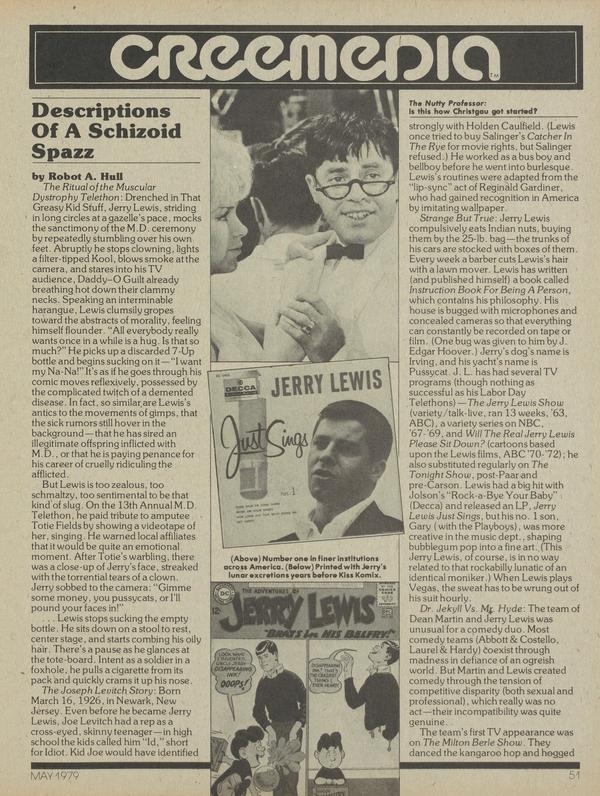 CREEMEDIA
TM
Descriptions
Of A Schizoid
Spazz
by Robot A. Hull
The Ritual of the Muscular
Dystrophy Telethon: Drenched in That
Greasy Kid Stuff, Jerry Lewis, striding
in long circles at a gazelle's pace, mocks
the sanctimony of the M.D. ceremony
by repeatedly stumbling over his own
feet. Abruptly he stops clowning, lights
a filter-tipped Kool, blows smoke at the
camera, and stares into his TV
audience, Daddy-O Guilt already
breathing hot down their clammy
necks. Speaking an interminable
harangue, Lewis clumsily gropes
toward the abstracts of morality, feeling
himself flounder. "All everybody really
wants once in a while is a hug. Is that so
much?" He picks up a discarded 7-Up
bottle and begins sucking on it—"I want
my Na-Na!" It's as if he goes through his
comic moves reflexively, possessed by
the complicated twitch of a demented
disease. In fact, so similar are Lewis's
antics to the movements of gimps, that
the sick rumors still hover in the
background—that he has sired an
illegitimate offspring inflicted with
M.D., or that he is paying penance for
his career of cruelly ridiculing the
afflicted.
But Lewis is too zealous, too
schmaltzy, too sentimental to be that
kind of slug. On the 13th Annual M.D.
Telethon, he paid tribute to amputee
Totie Fields by showing a videotape of
her, singing. He warned local affiliates
that it would be quite an emotional
moment. After Totie's warbling, there
was a close-up of Jerry's face, streaked
with the torrential tears of a clown.
Jerry sobbed to the camera: "Gimme
some money, you pussycats, or I'll
pound your faces in!"
. . . Lewis stops sucking the empty
bottle. He sits down on a stool to rest,
center stage, and starts combing his oily
hair. There's a pause as he glances at
the tote-board. Intent as a soldier in a
foxhole, he pulls a cigarette from its
pack and quickly crams it up his nose.
The Joseph Levitch Story: Born
March 16, 1926, in Newark, New
Jersey. Even before he became Jerry
Lewis, Joe Levitch had a rep as a
cross-eyed, skinny teenager—in high
school the kids called him "Id," short
for Idiot. Kid Joe would have identified
DECCA
JERRY LEWIS
Just Sings
(Above) Number one in finer institutions
across America. (Below) Printed with Jerry's
lunar excretions years before Kiss Komix.
DC
12¢
THE ADVENTURES OF
JERRY LEWIS
"BEATS In HIS BELFRY!"
LOOK WHAT
I INVENTED,
UNCLE JERRY—
DISAPPEARING
INK!
OOOPS!
DISAPPEARING
INK! THAT'S
THE CRAZIEST
THING I
EVER HEARD!
The Nutty Professor:
is this how Christgau got started?
strongly with Holden Caulfield. (Lewis
once tried to buy Salinger's Catcher In
The Rye for movie rights, but Salinger
refused.) He worked as a bus boy and
bellboy before he went into burlesque.
Lewis's routines were adapted from the
"lip-sync" act of Reginald Gardiner,
who had gained recognition in America
by imitating wallpaper.
Strange But True: Jerry Lewis
compulsively eats Indian nuts, buying
them by the 25-lb. bag—the trunks of
his cars are stocked with boxes of them.
Every week a barber cuts Lewis's hair
with a lawn mover. Lewis has written
(and published himself) a book called
Instruction Book For Being A Person,
which contains his philosophy. His
house is bugged with microphones and
concealed cameras so that everything
can constantly be recorded on tape or
film. (One bug was given to him by J.
Edgar Hoover.) Jerry's dog's name is
Irving, and his yacht's name is
Pussycat. J. L. has had several TV
programs (though nothing as
successful as his Labor Day
Telethons)—The Jerry Lewis Show
(variety/talk-live, ran 13 weeks, '63,
ABC), a variety series on NBC,
'67-'69, and Will The Real Jerry Lewis
Please Sit Down? (cartoons based
upon the Lewis films, ABC '70-'72); he
also substituted regularly on The
Tonight Show, post-Paar and
pre-Carson. Lewis had a big hit with
Jolson's "Rock-a-Bye Your Baby"
(Decca) and released an LP, Jerry
Lewis Just Sings, but his no. 1 son,
Gary (with the Playboys), was more
creative in the music dept., shaping
bubblegum pop into a fine art. (This
Jerry Lewis, of course, is in no way
related to that rockabilly lunatic of an
identical moniker.) When Lewis plays
Vegas, the sweat has to be wrung out of
his suit hourly.
Dr. Jekyll Vs. Mr. Hyde: The team of
Dean Martin and Jerry Lewis was
unusual for a comedy duo. Most
comedy teams (Abbott & Costello,
Laurel & Hardy) coexist through
madness in defiance of an ogreish
world. But Martin and Lewis created
comedy through the tension of
competitive disparity (both sexual and
professional), which really was no
act—their incompatibility was quite
genuine. . .
The team's first TV appearance was
on The Milton Berle Show. They
danced the kangaroo hop and hogged
MAY 1979
51